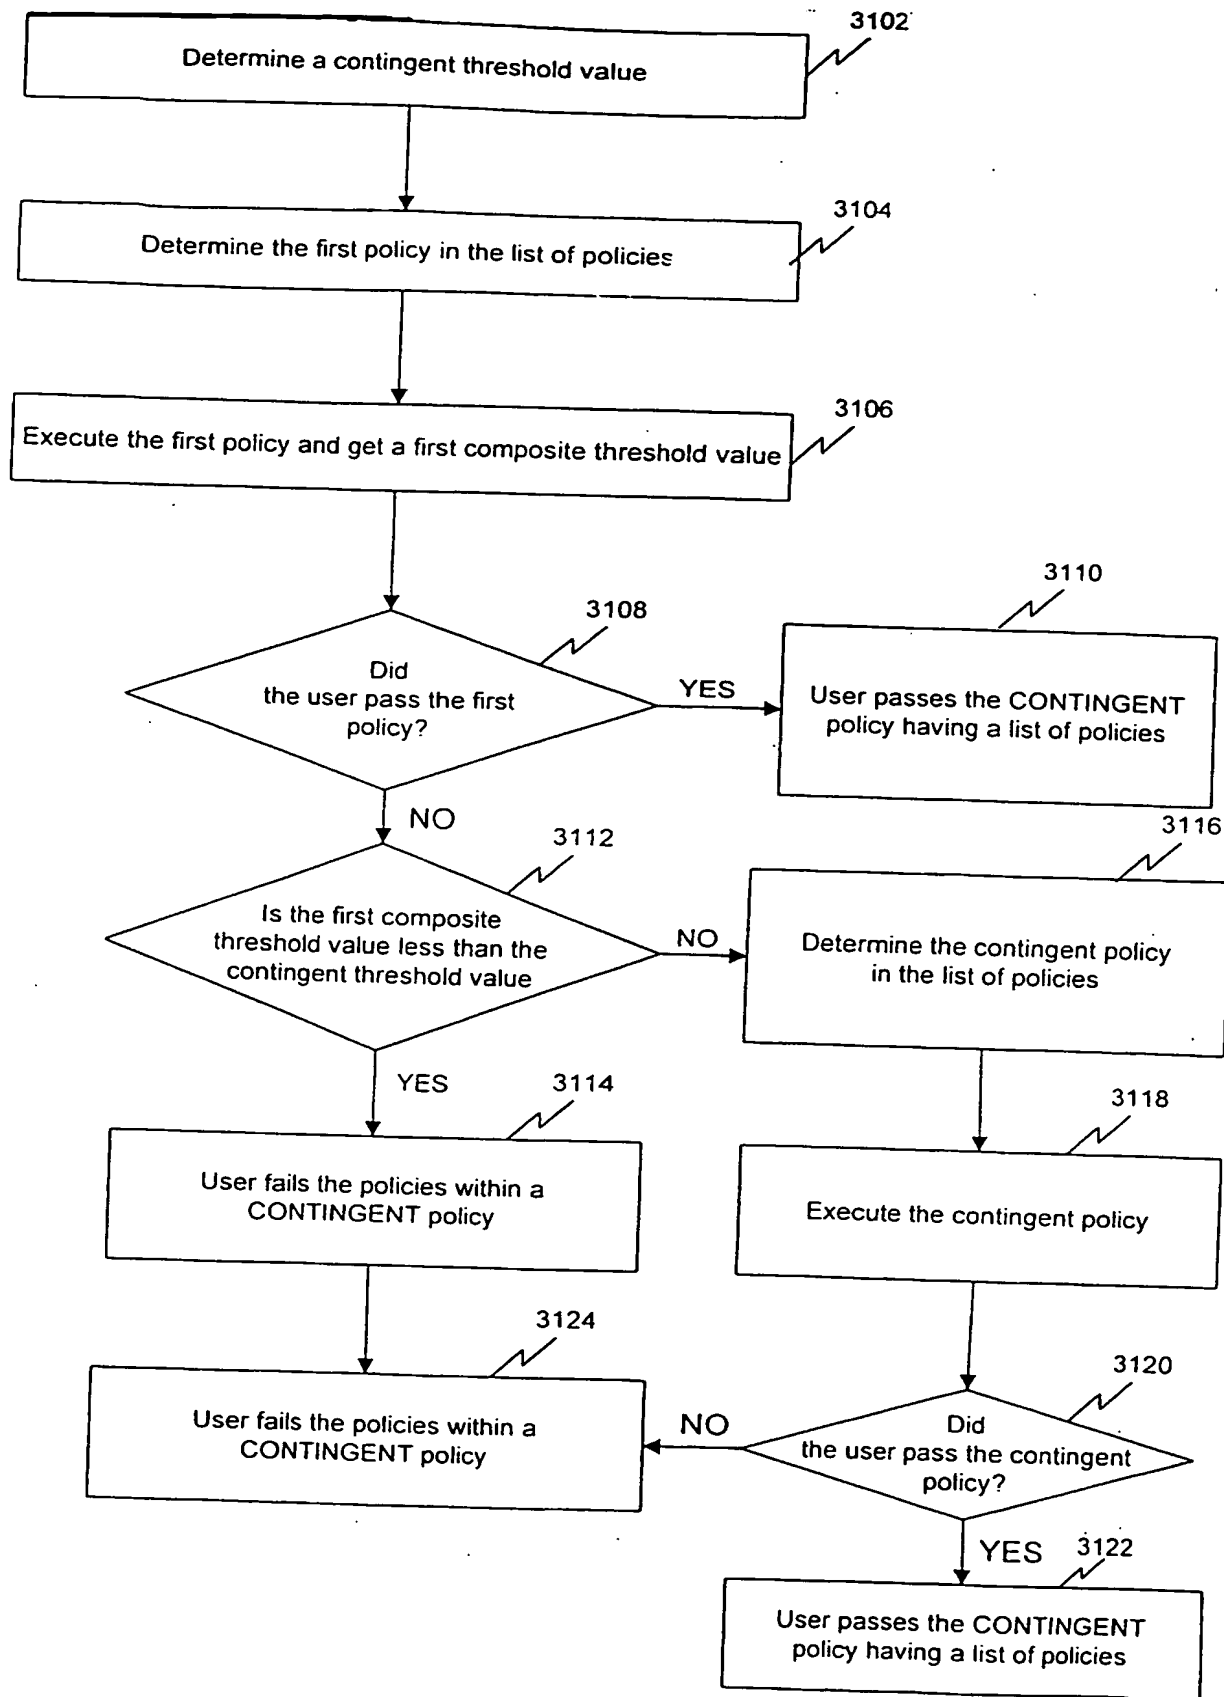 3102
Determine a contingent threshold value
3104
Determine the first policy in the list of policies
3106
Execute the first policy and get a first composite threshold value
3108
Did
the user pass the first
policy?
YES
3110
User passes the CONTINGENT
policy having a list of policies
NO
3112
Is the first composite
threshold value less than the
contingent threshold value
NO
3116
Determine the contingent policy
in the list of policies
YES
3114
User fails the policies within a
CONTINGENT policy
3118
Execute the contingent policy
3124
User fails the policies within a
CONTINGENT policy
NO
3120
Did
the user pass the contingent
policy?
YES
3122
User passes the CONTINGENT
policy having a list of policies